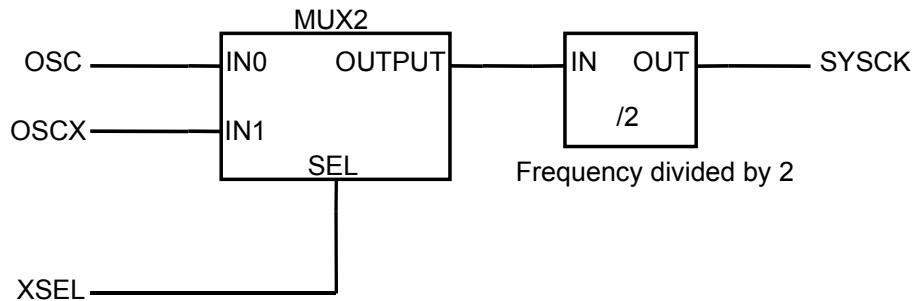 MUX2
OSC IN0 OUTPUT IN OUT SYSCK
OSCX IN1 /2
SEL Frequency divided by 2
XSEL